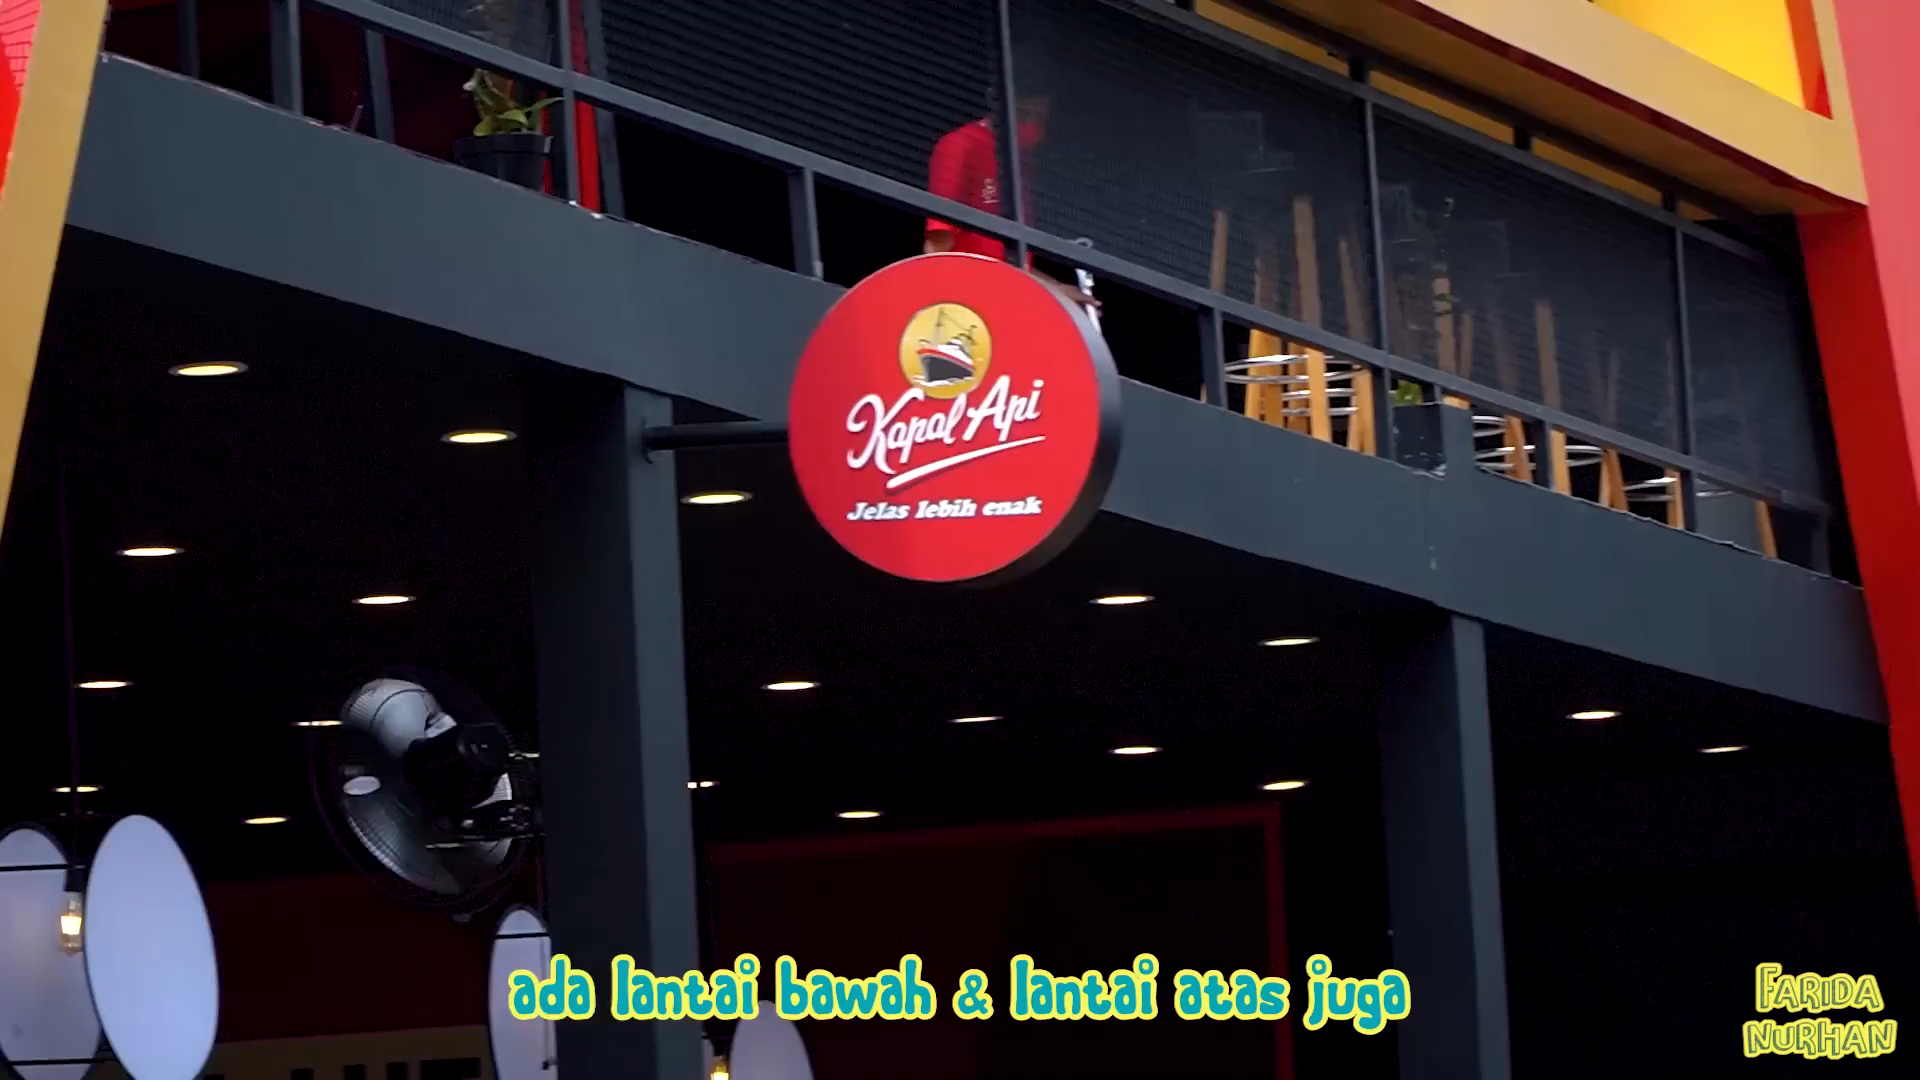 Kapal Api
Jelas lebih enak
ada lantai bawah & lantai atas juga
FARIDA
NURHAN